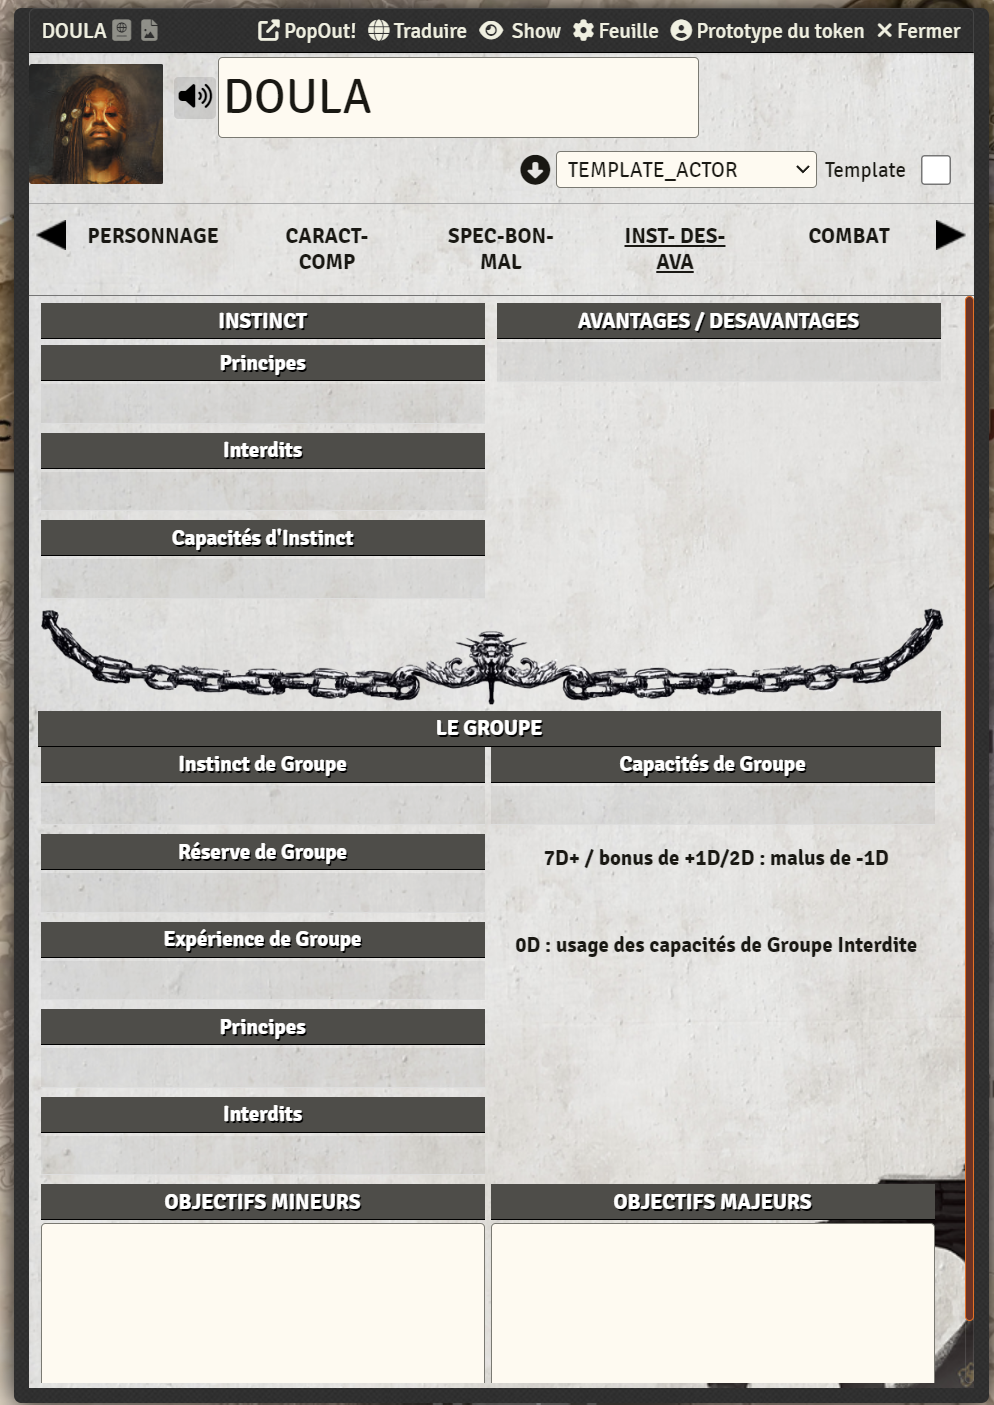 DOULA
PopOut! Traduire Show Feuille Prototype du token Fermer
DOULA
TEMPLATE_ACTOR Template
PERSONNAGE
CARACT-
COMP
SPEC-BON-
MAL
INST- DES-
AVA
COMBAT
INSTINCT
AVANTAGES / DESAVANTAGES
Principes
Interdits
Capacités d'Instinct
LE GROUPE
Instinct de Groupe
Capacités de Groupe
Réserve de Groupe
7D+ / bonus de +1D/2D : malus de -1D
Expérience de Groupe
0D : usage des capacités de Groupe Interdite
Principes
Interdits
OBJECTIFS MINEURS
OBJECTIFS MAJEURS